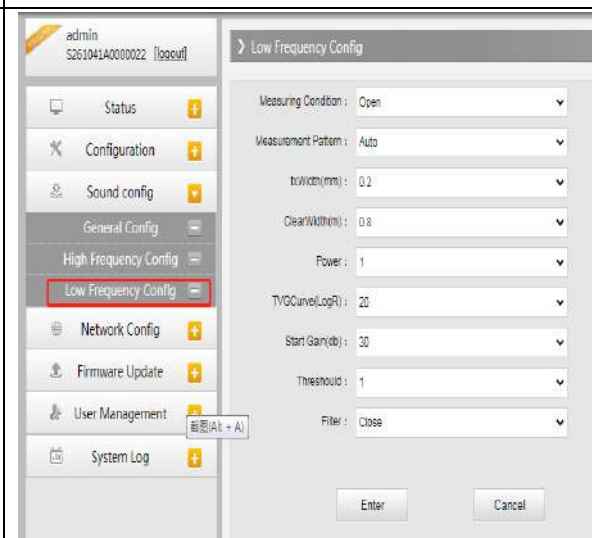 admin
S261041A0000022 [logout]
Status
Configuration
Sound config
General Config
High Frequency Config
Low Frequency Config
Network Config
Firmware Update
User Management
System Log
截图(Alt + A)
Low Frequency Config
Measuring Condition : Open
Measurement Pattern : Auto
txWidth(mm) : 0.2
ClearWidth(m) : 0.8
Power : 1
TVGCurve(LogR) : 20
Start Gain(db) : 30
Threshould : 1
Filter : Close
Enter Cancel